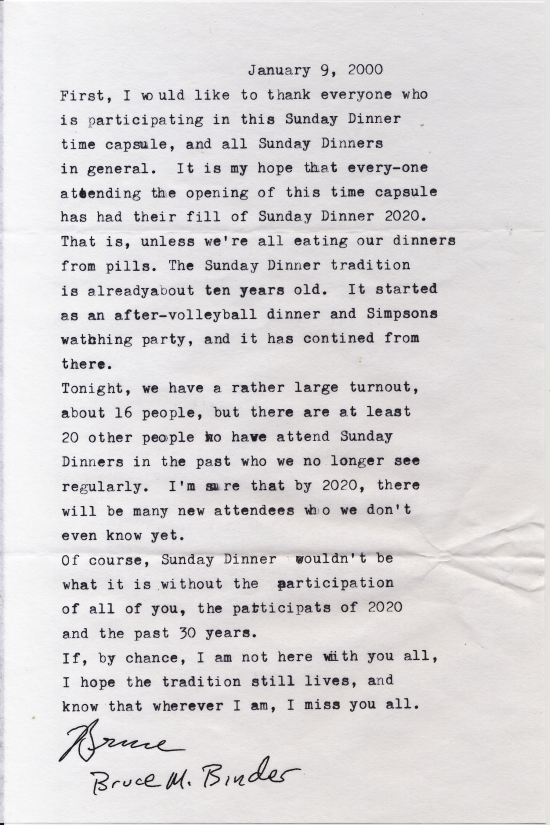 January 9, 2000
First, I would like to thank everyone who
is participating in this Sunday Dinner
time capsule, and all Sunday Dinners
in general.  It is my hope that every-one
attending the opening of this time capsule
has had their fill of Sunday Dinner 2020.
That is, unless we're all eating our dinners
from pills. The Sunday Dinner tradition
is alreadyabout ten years old.  It started
as an after-volleyball dinner and Simpsons
wathhing party, and it has contined from
there.
Tonight, we have a rather large turnout,
about 16 people, but there are at least
20 other people ho have attend Sunday
Dinners in the past who we no longer see
regularly.  I'm sure that by 2020, there
will be many new attendees who we don't
even know yet.
Of course, Sunday Dinner  wouldn't be
what it is without the  participation
of all of you, the patticipats of 2020
and the past 30 years.
If, by chance, I am not here with you all,
I hope the tradition still lives, and
know that wherever I am, I miss you all.
Bruce
Bruce M. Binder